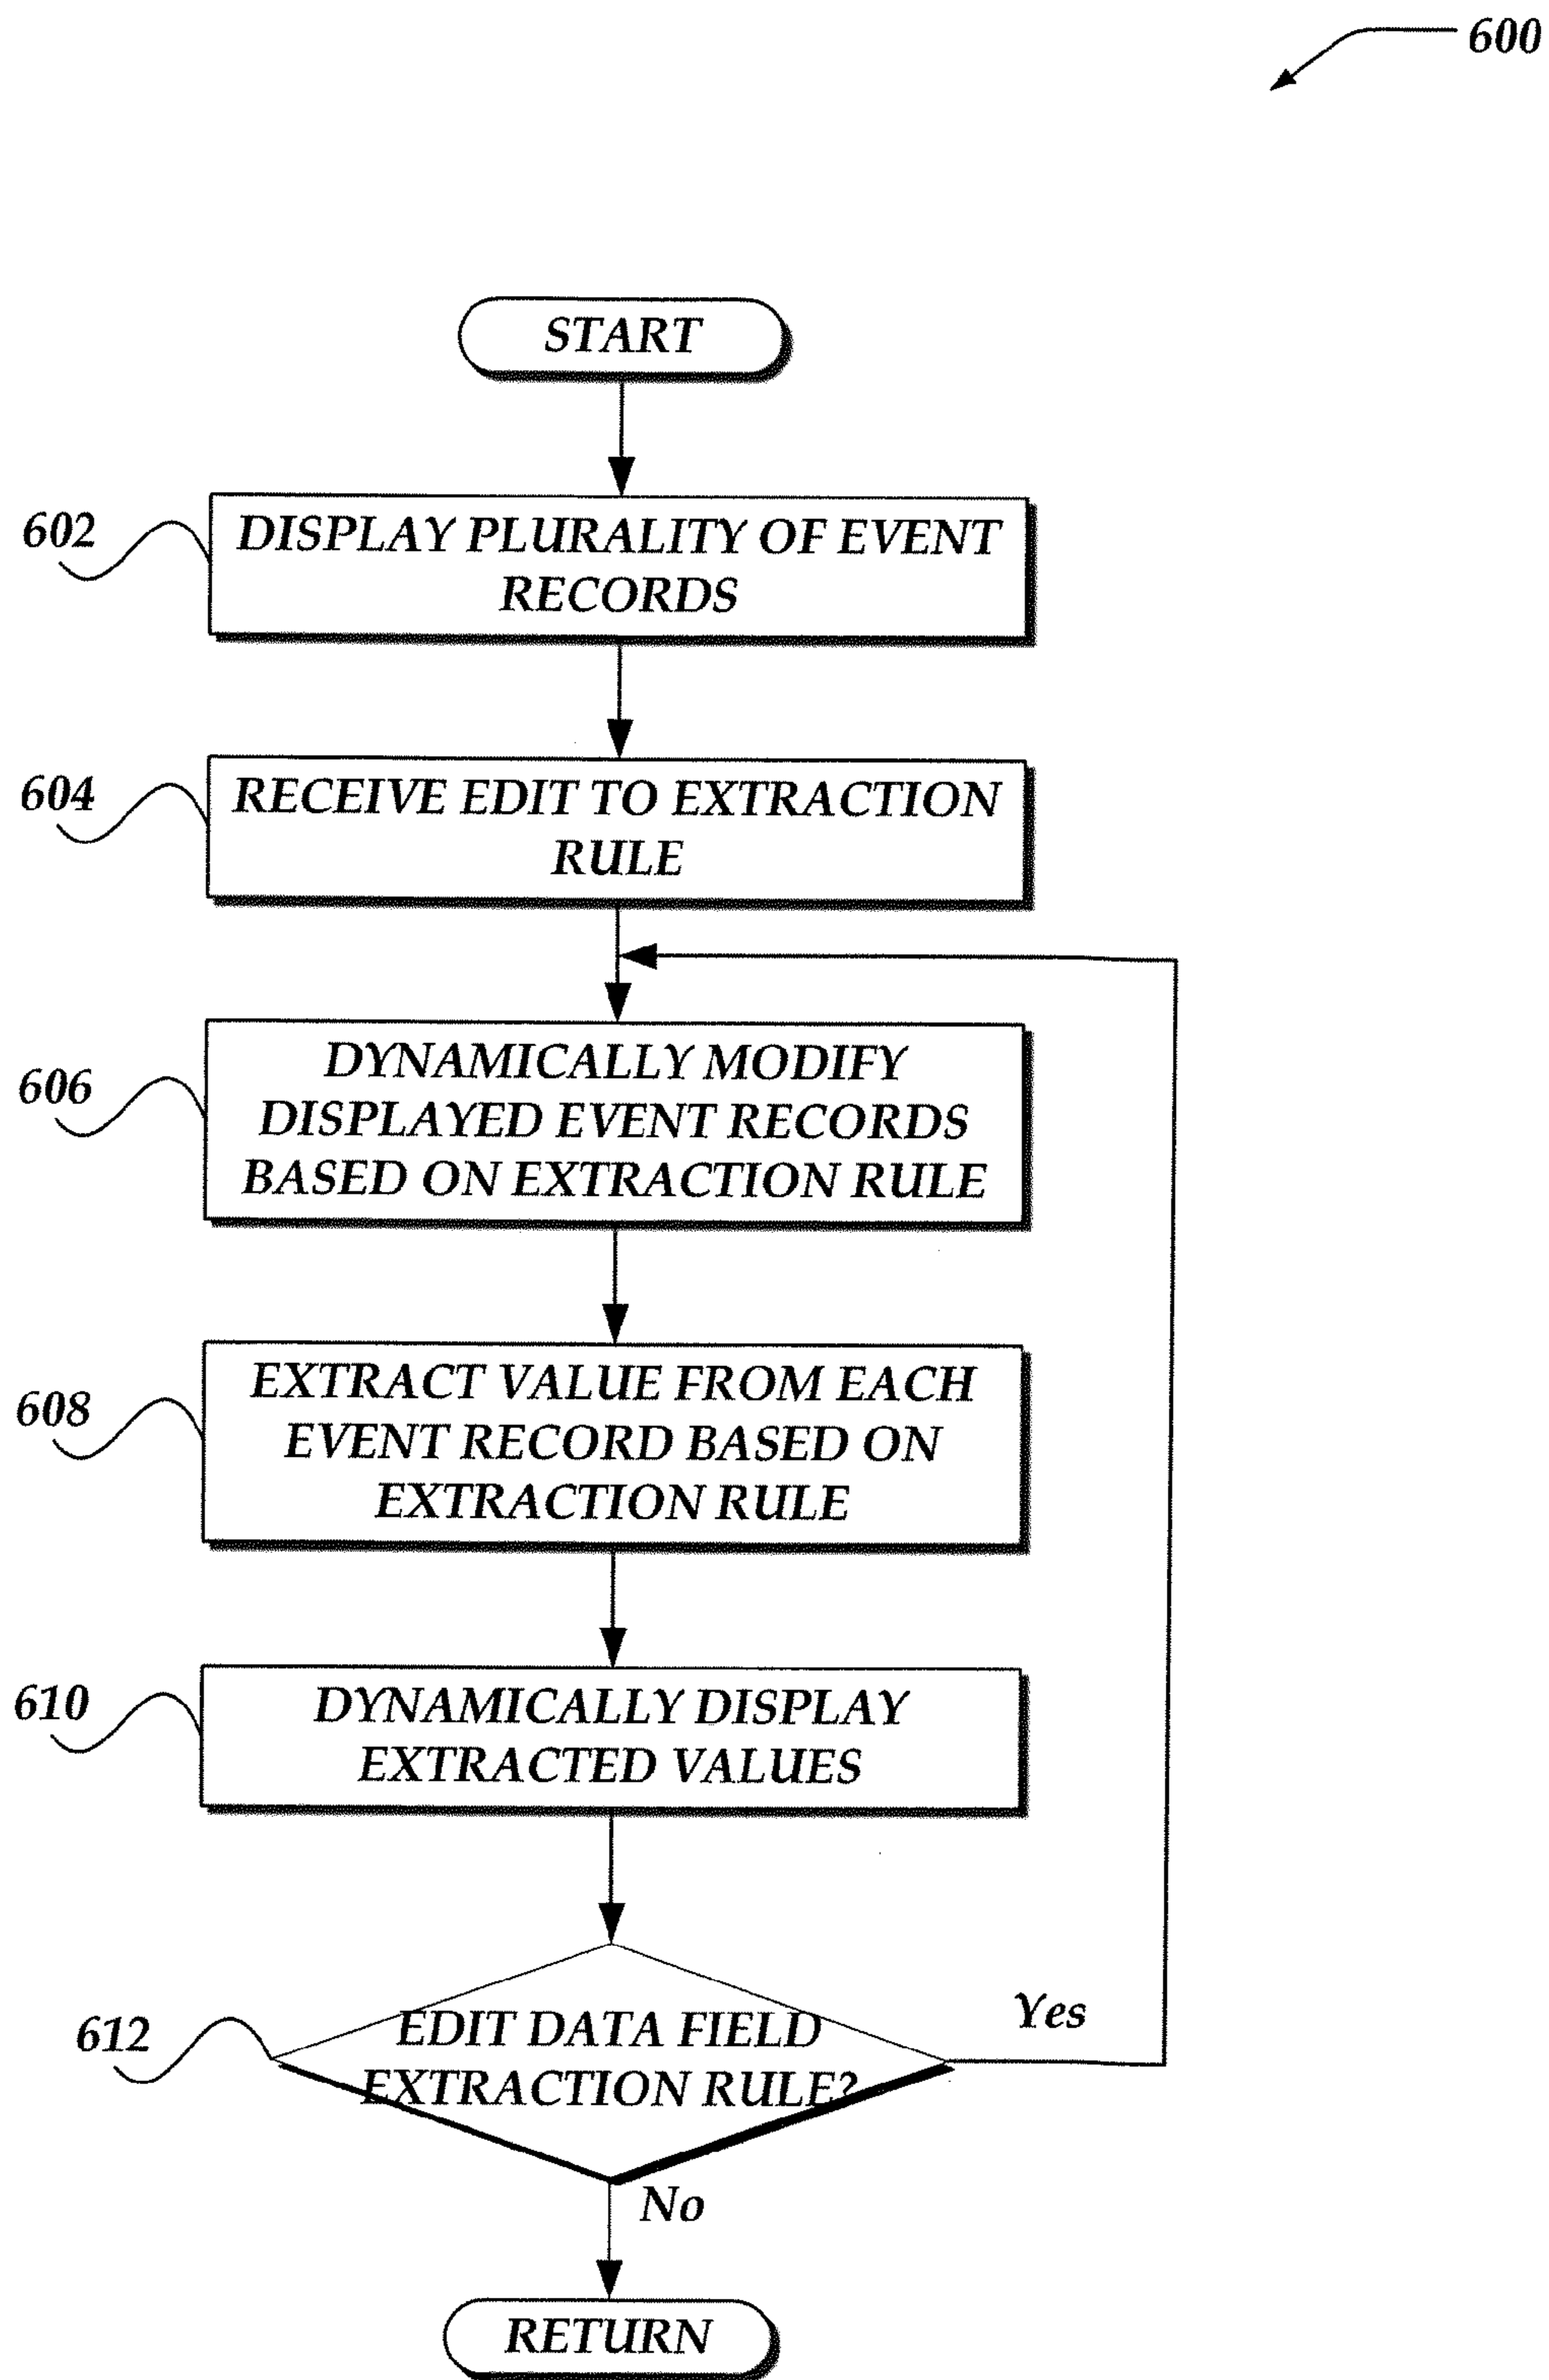 600
START
602
DISPLAY PLURALITY OF EVENT
RECORDS
604
RECEIVE EDIT TO EXTRACTION
RULE
606
DYNAMICALLY MODIFY
DISPLAYED EVENT RECORDS
BASED ON EXTRACTION RULE
608
EXTRACT VALUE FROM EACH
EVENT RECORD BASED ON
EXTRACTION RULE
610
DYNAMICALLY DISPLAY
EXTRACTED VALUES
612
EDIT DATA FIELD
EXTRACTION RULE?
Yes
No
RETURN